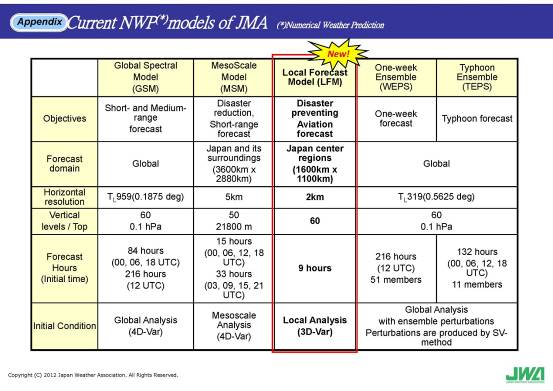 Appendix Current NWP(*)models of JMA (*)Numerical Weather Prediction
New!
Global Spectral
Model
(GSM)
MesoScale
Model
(MSM)
Local Forecast
Model (LFM)
One-week
Ensemble
(WEPS)
Typhoon
Ensemble
(TEPS)
Objectives
Short- and Medium-
range
forecast
Disaster
reduction,
Short-range
forecast
Disaster
preventing
Aviation
forecast
One-week
forecast
Typhoon forecast
Forecast
domain
Global
Japan and its
surroundings
(3600km x
2880km)
Japan center
regions
(1600km x
1100km)
Global
Horizontal
resolution
TL959(0.1875 deg)
5km
2km
TL319(0.5625 deg)
Vertical
levels / Top
60
0.1 hPa
50
21800 m
60
60
0.1 hPa
Forecast
Hours
(Initial time)
84 hours
(00, 06, 18 UTC)
216 hours
(12 UTC)
15 hours
(00, 06, 12, 18
UTC)
33 hours
(03, 09, 15, 21
UTC)
9 hours
216 hours
(12 UTC)
51 members
132 hours
(00, 06, 12, 18
UTC)
11 members
Initial Condition
Global Analysis
(4D-Var)
Mesoscale
Analysis
(4D-Var)
Local Analysis
(3D-Var)
Global Analysis
with ensemble perturbations
Perturbations are produced by SV-
method
Copyright (C) 2012 Japan Weather Association. All Rights Reserved.
JWA